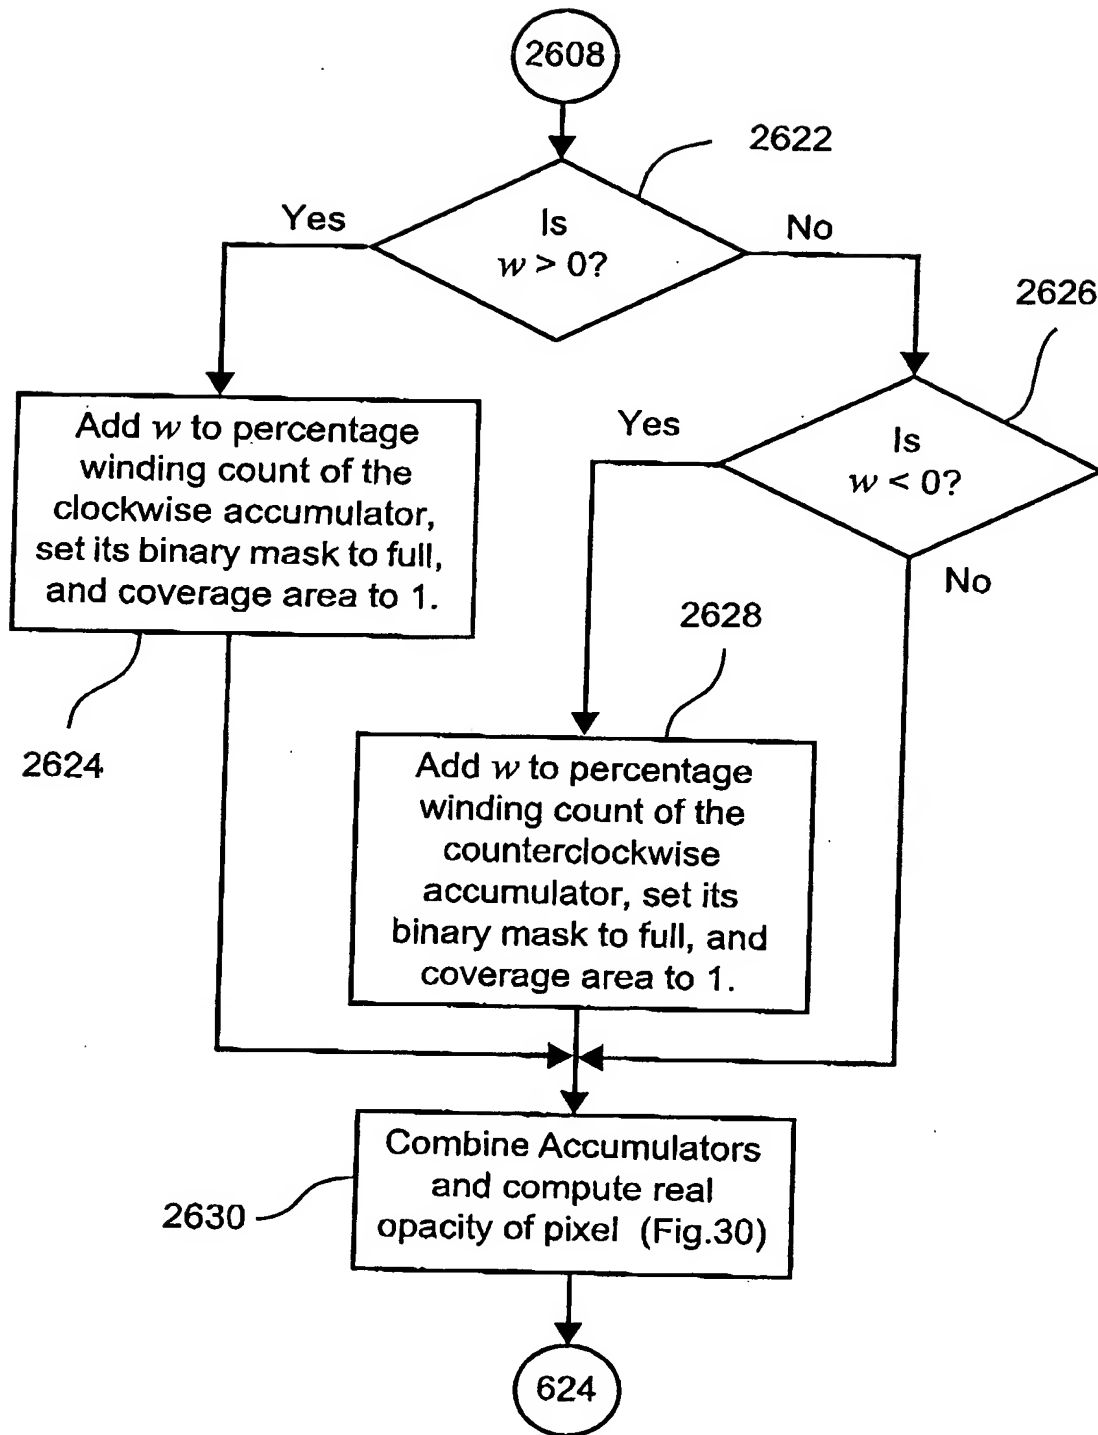 2608
2622
Yes
Is
w > 0?
No
2626
Add w to percentage
winding count of the
clockwise accumulator,
set its binary mask to full,
and coverage area to 1.
Yes
Is
w < 0?
No
2624
2628
Add w to percentage
winding count of the
counterclockwise
accumulator, set its
binary mask to full, and
coverage area to 1.
2630
Combine Accumulators
and compute real
opacity of pixel (Fig.30)
624